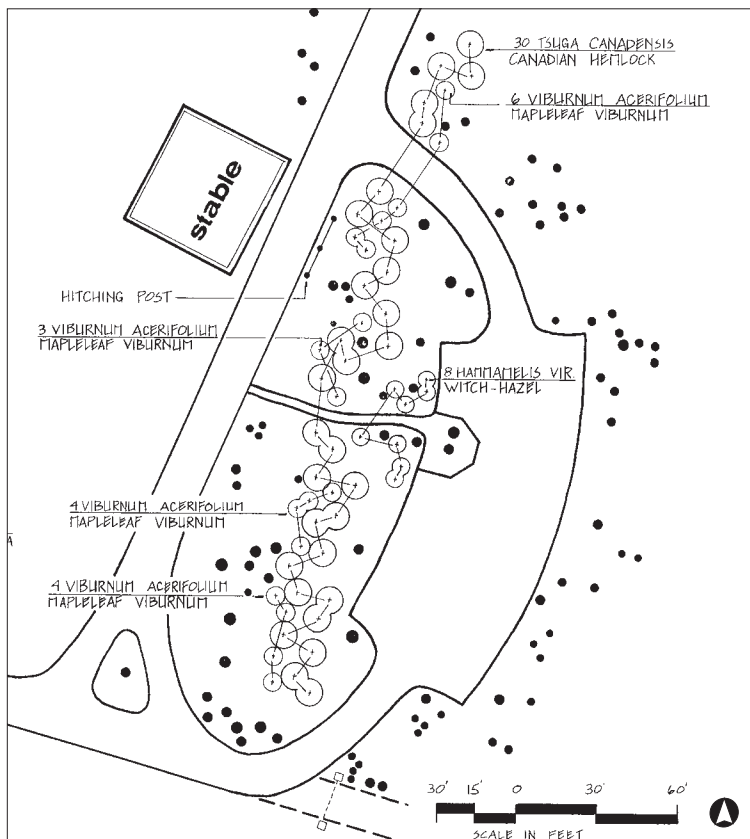 30 TSUGA CANADENSIS
CANADIAN HEMLOCK
6 VIBURNUM ACERIFOLIUM
MAPLELEAF VIBURNUM
stable
HITCHING POST
3 VIBURNUM ACERIFOLIUM
MAPLELEAF VIBURNUM
8 HAMMAMELIS VIR.
WITCH-HAZEL
4 VIBURNUM ACERIFOLIUM
MAPLELEAF VIBURNUM
A
4 VIBURNUM ACERIFOLIUM
MAPLELEAF VIBURNUM
30' 15' 0 30' 60'
SCALE IN FEET